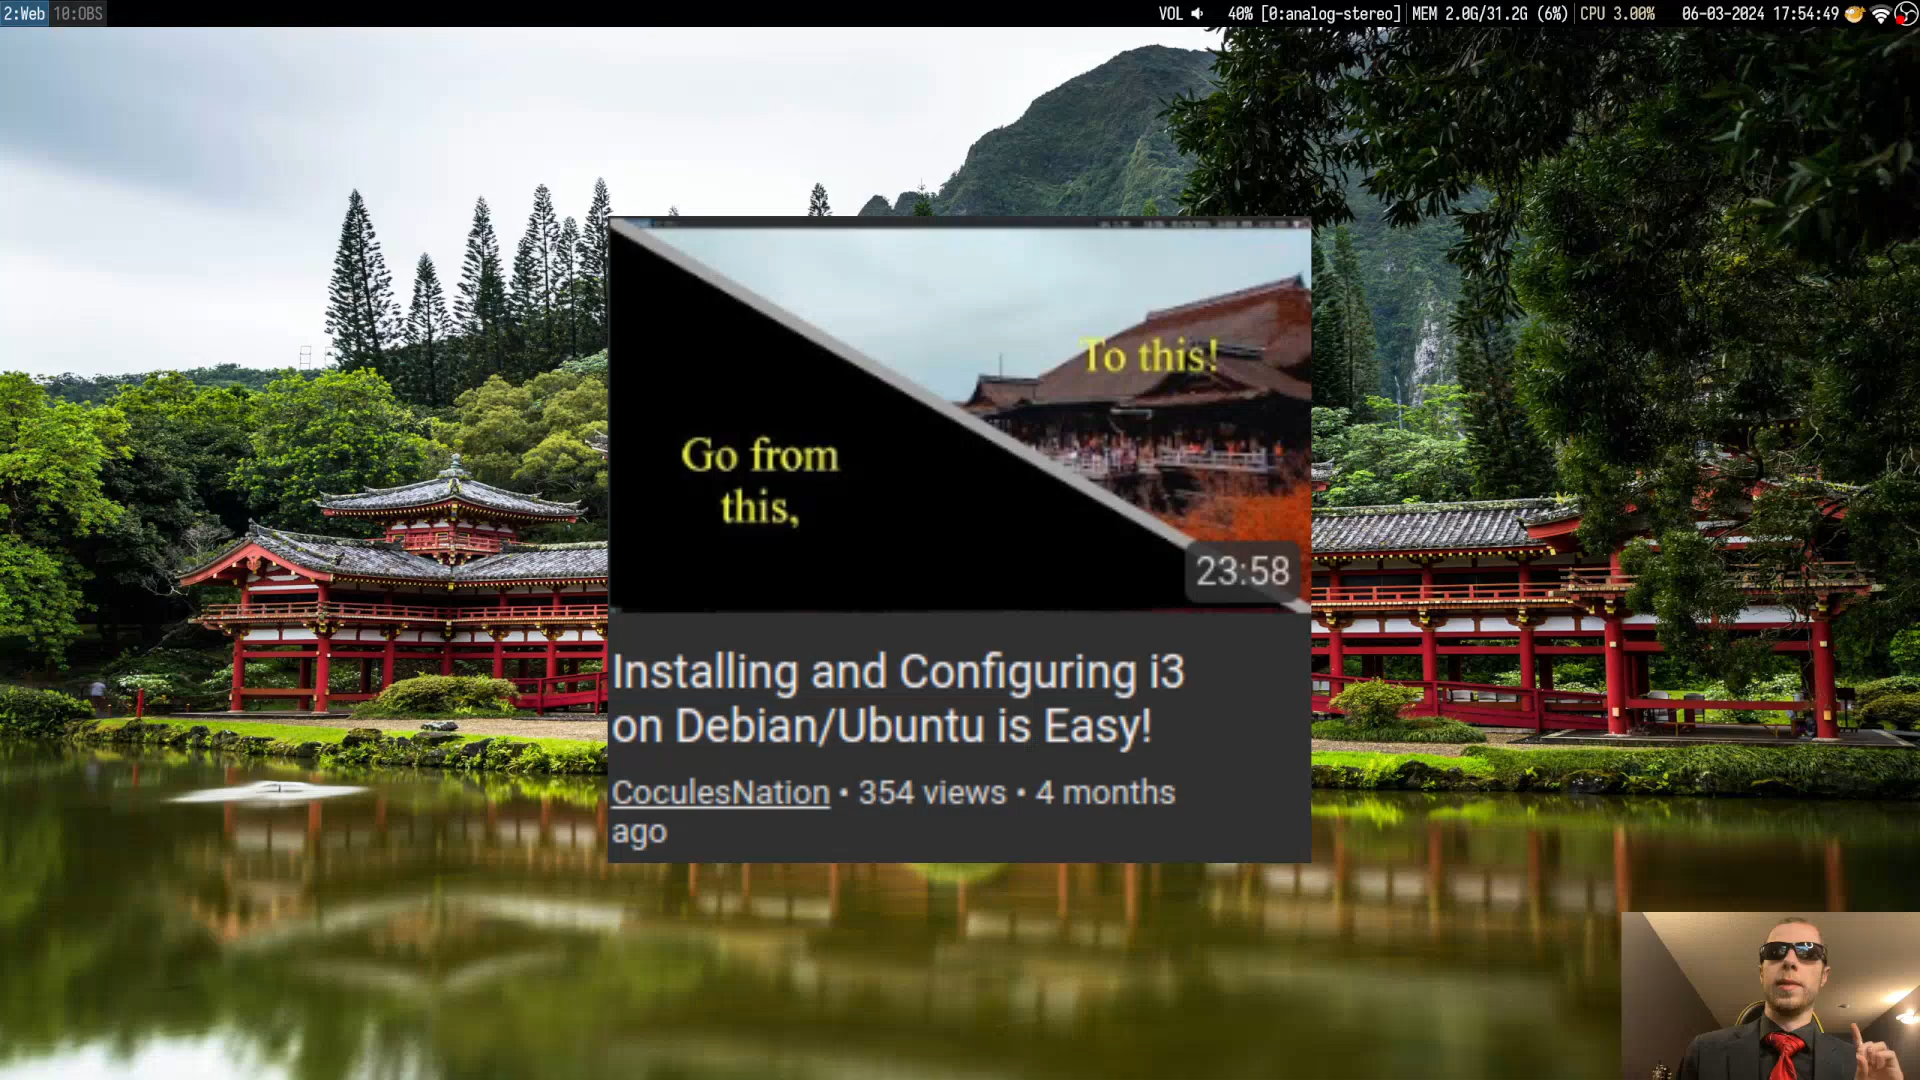 2:Web 10:OBS VOL 40% [0:analog-stereo] MEM 2.0G/31.2G (6%) CPU 3.00% 06-03-2024 17:54:49
To this!
Go from
this,
23:58
Installing and Configuring i3
on Debian/Ubuntu is Easy!
CoculesNation • 354 views • 4 months
ago